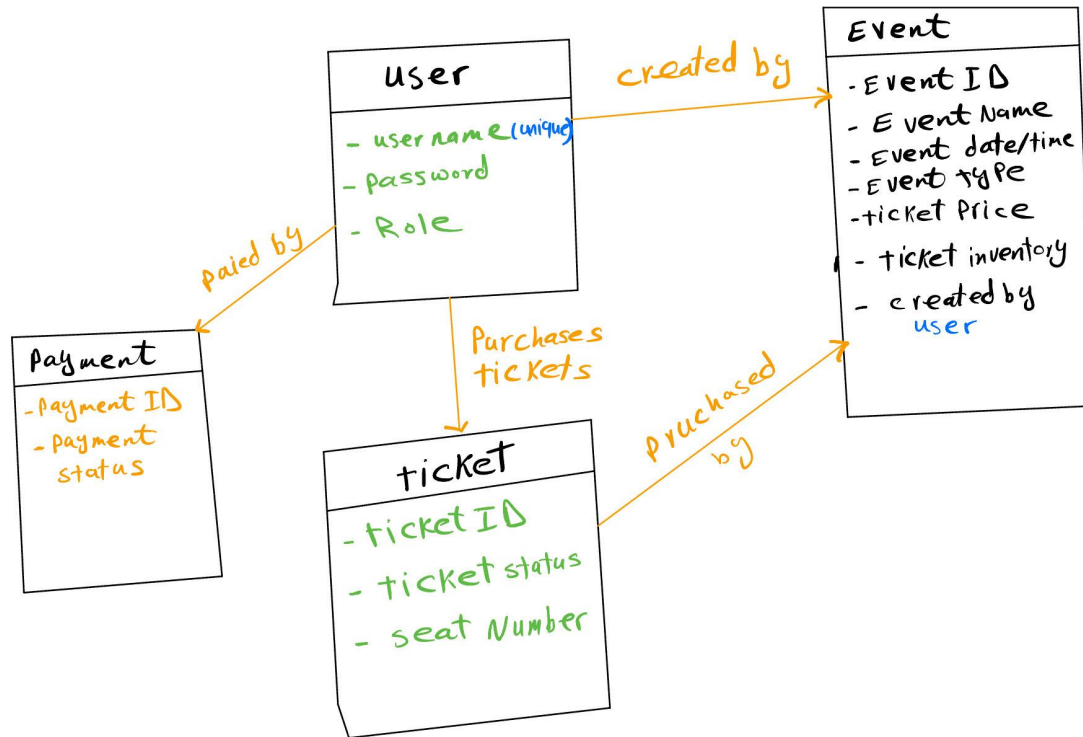 user
- username (unique)
- password
- Role
created by
Event
- Event ID
- Event Name
- Event date/time
- Event type
- ticket Price
- ticket inventory
- created by
user
paied by
Payment
- Payment ID
- payment
status
Purchases
tickets
ticket
- ticket ID
- ticket status
- seat Number
pruchased
by